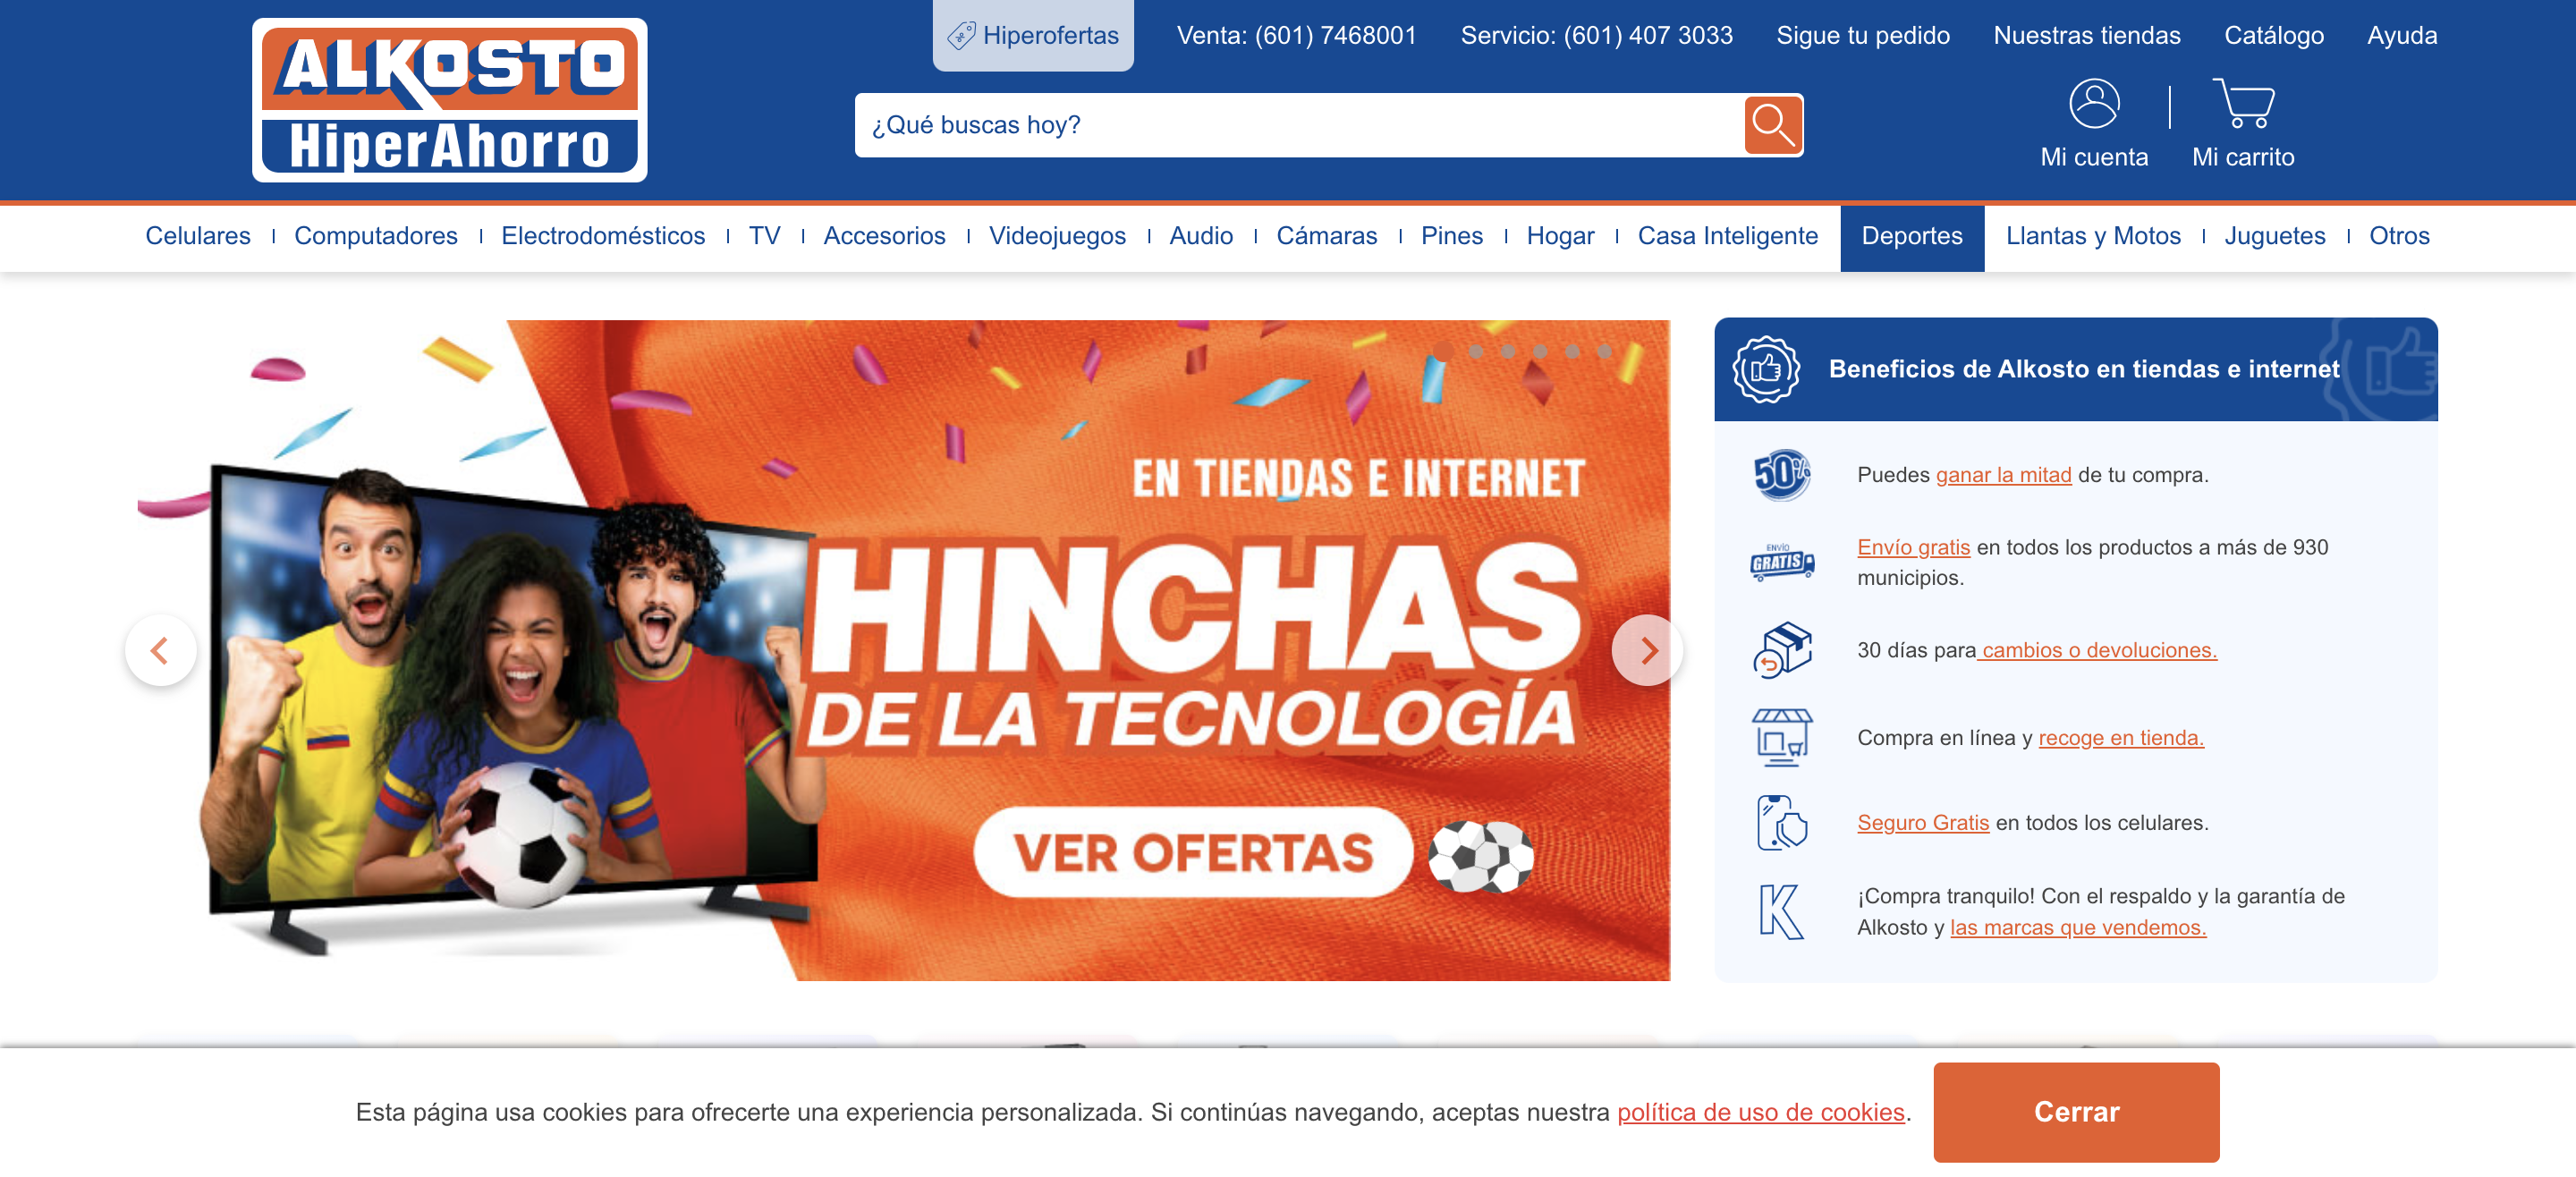 ALKOSTO
HiperAhorro
Hiperofertas
Venta: (601) 7468001
Servicio: (601) 407 3033
Sigue tu pedido
Nuestras tiendas
Catálogo
Ayuda
¿Qué buscas hoy?
Mi cuenta
Mi carrito
Celulares
Computadores
Electrodomésticos
TV
Accesorios
Videojuegos
Audio
Cámaras
Pines
Hogar
Casa Inteligente
Deportes
Llantas y Motos
Juguetes
Otros
EN TIENDAS E INTERNET
HINCHAS
DE LA TECNOLOGÍA
VER OFERTAS
Beneficios de Alkosto en tiendas e internet
50%
Puedes ganar la mitad de tu compra.
ENVÍO
GRATIS
Envío gratis en todos los productos a más de 930
municipios.
30 días para cambios o devoluciones.
Compra en línea y recoge en tienda.
Seguro Gratis en todos los celulares.
K
¡Compra tranquilo! Con el respaldo y la garantía de
Alkosto y las marcas que vendemos.
Esta página usa cookies para ofrecerte una experiencia personalizada. Si continúas navegando, aceptas nuestra política de uso de cookies.
Cerrar